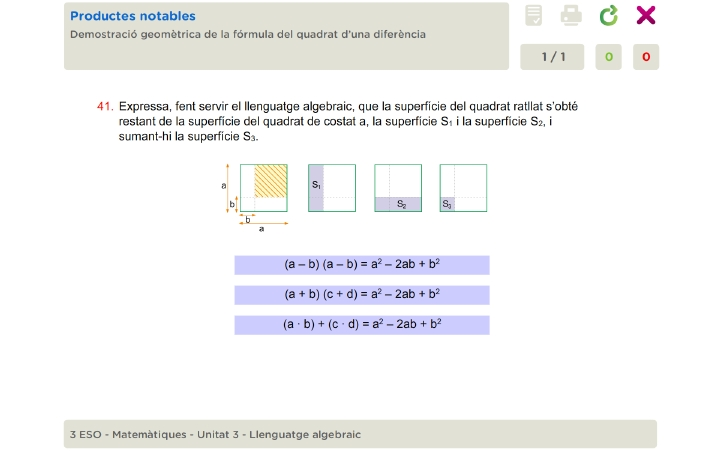 Productes notables
Demostració geomètrica de la fórmula del quadrat d'una diferència
1 / 1
0
0
41. Expressa, fent servir el llenguatge algebraic, que la superfície del quadrat ratllat s'obté
restant de la superfície del quadrat de costat a, la superfície S₁ i la superfície S₂, i
sumant-hi la superfície S₃.
a
b
b
a
S₁
S₂
S₃
(a – b) (a – b) = a² – 2ab + b²
(a + b) (c + d) = a² – 2ab + b²
(a · b) + (c · d) = a² – 2ab + b²
3 ESO - Matemàtiques - Unitat 3 - Llenguatge algebraic